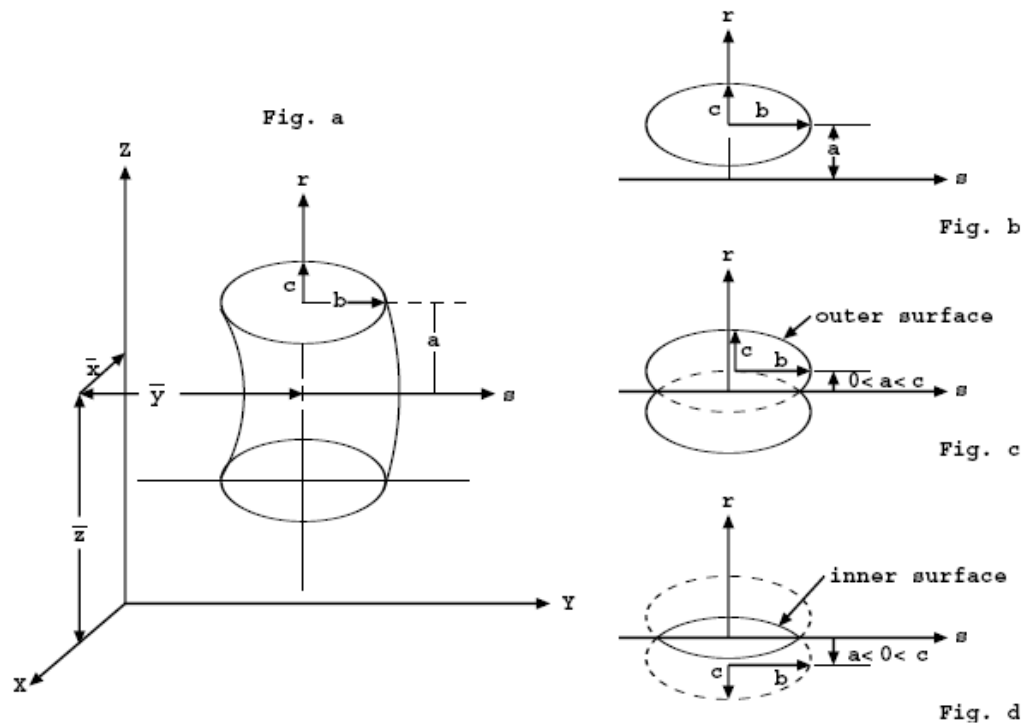 Fig. a
Z
r
c
b
a
x̄
ȳ
s
z̄
Y
X
r
c
b
a
s
Fig. b
r
outer surface
c
b
0< a< c
s
Fig. c
r
inner surface
s
a< 0< c
c
b
Fig. d